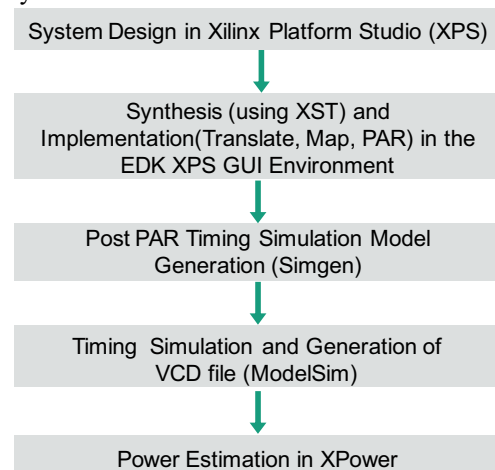 System Design in Xilinx Platform Studio (XPS)
Synthesis (using XST) and
Implementation(Translate, Map, PAR) in the
EDK XPS GUI Environment
Post PAR Timing Simulation Model
Generation (Simgen)
Timing Simulation and Generation of
VCD file (ModelSim)
Power Estimation in XPower